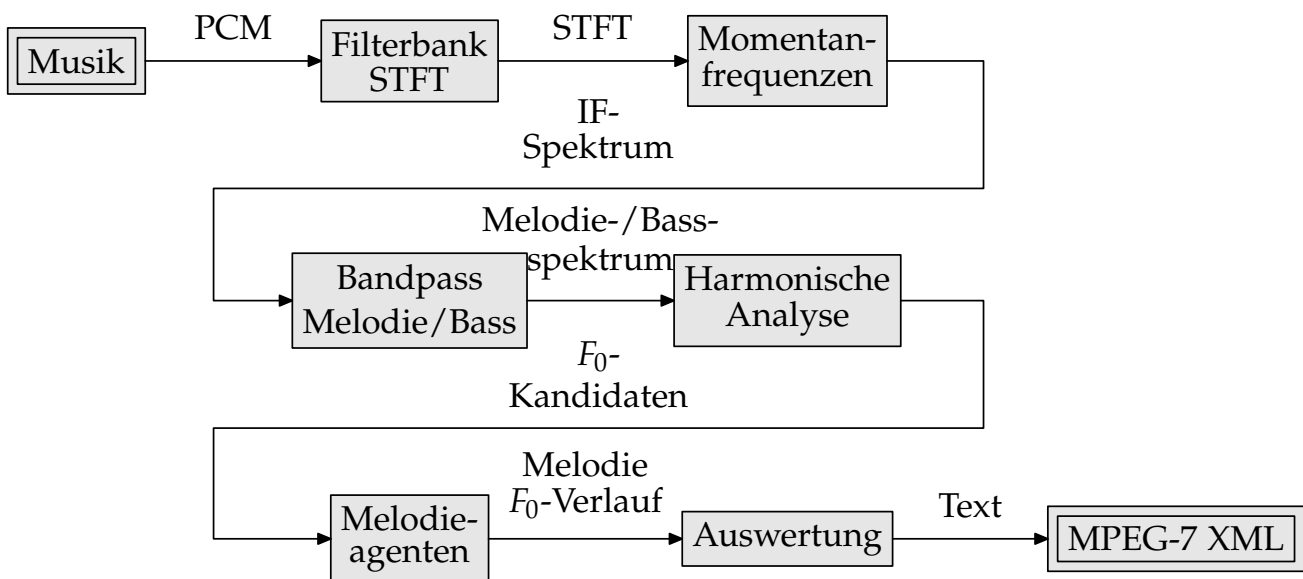 PCM
STFT
Musik
Filterbank
STFT
Momentan-
frequenzen
IF-
Spektrum
Melodie-/Bass-
spektrum
Bandpass
Melodie/Bass
Harmonische
Analyse
F₀-
Kandidaten
Melodie
F₀-Verlauf
Text
Melodie-
agenten
Auswertung
MPEG-7 XML